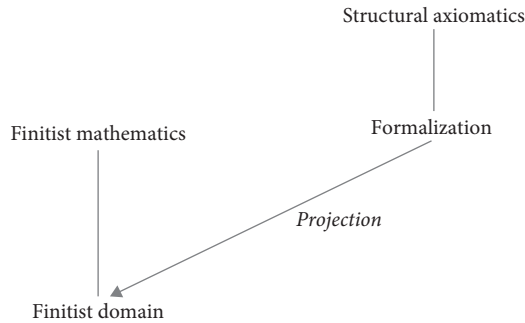 Structural axiomatics
Finitist mathematics
Formalization
Projection
Finitist domain